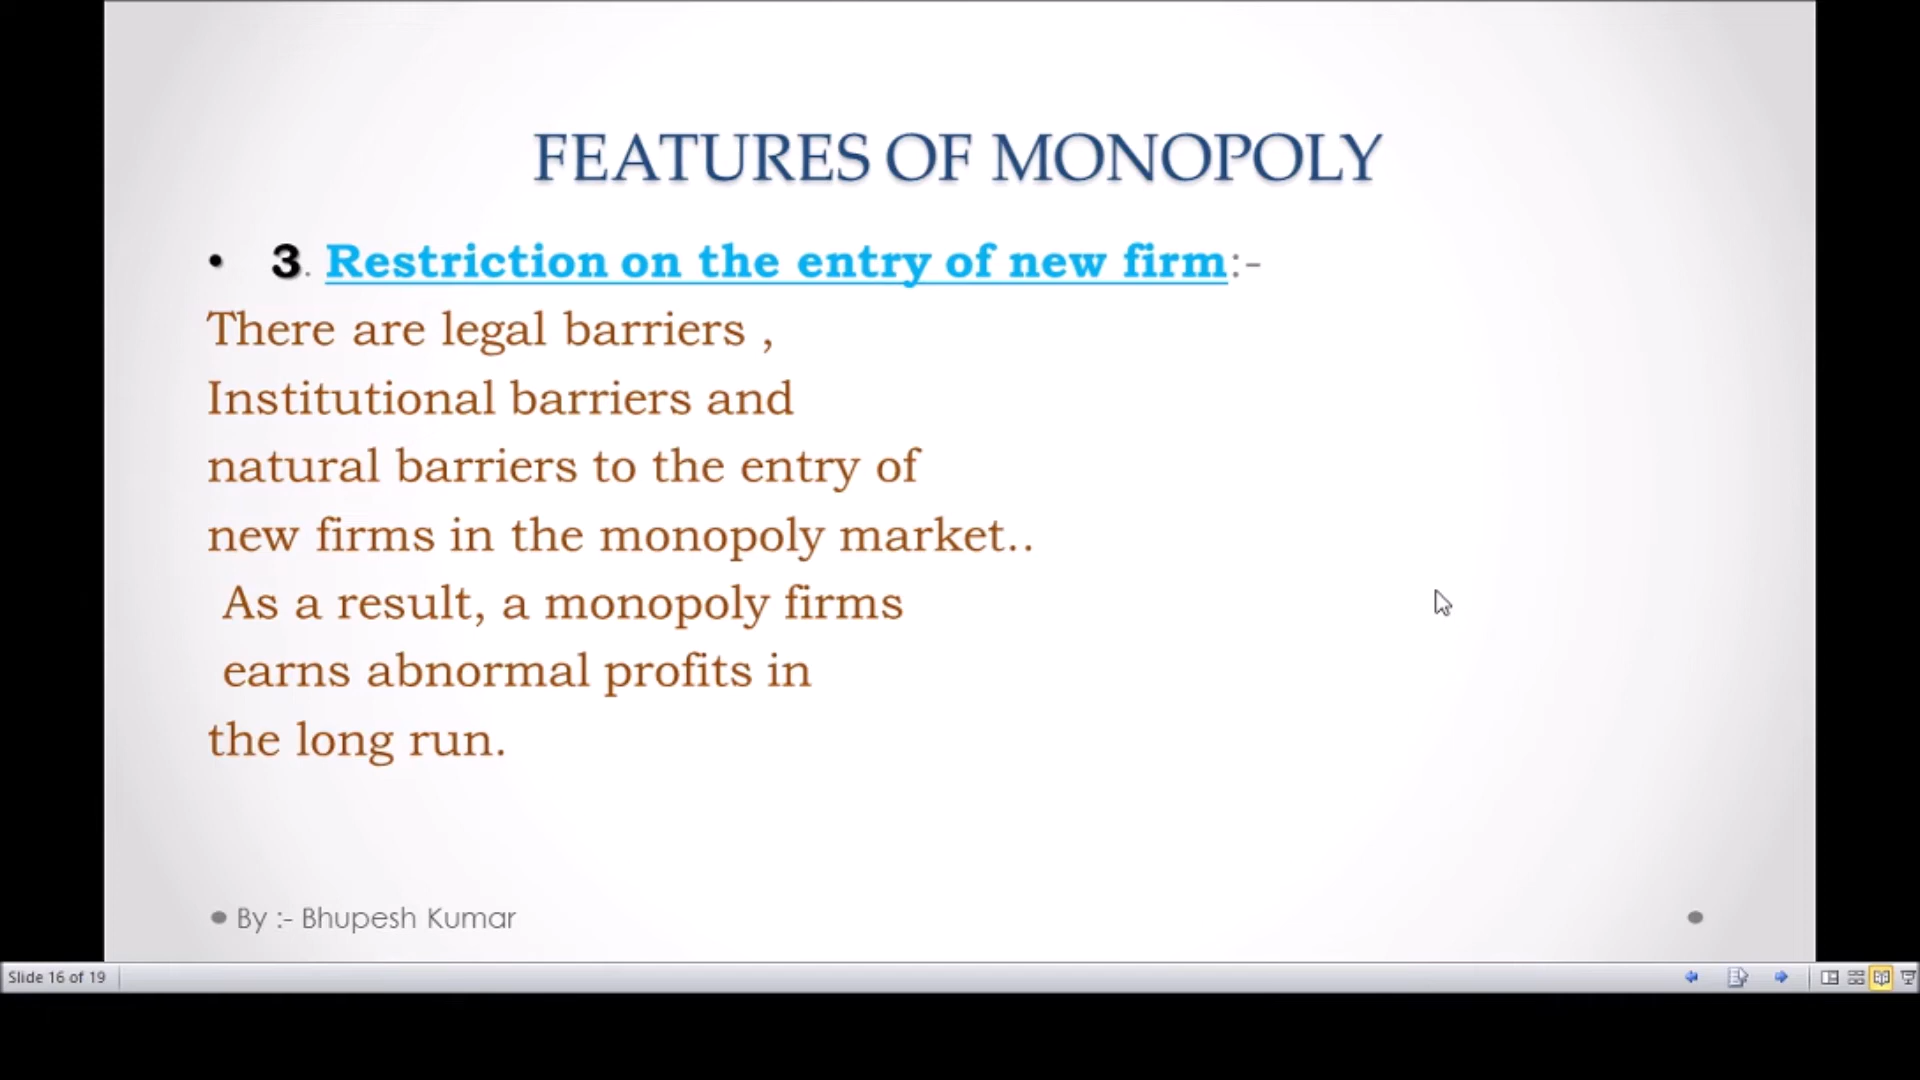 FEATURES OF MONOPOLY
• 3. Restriction on the entry of new firm:-
There are legal barriers ,
Institutional barriers and
natural barriers to the entry of
new firms in the monopoly market..
As a result, a monopoly firms
earns abnormal profits in
the long run.
By :- Bhupesh Kumar
Slide 16 of 19